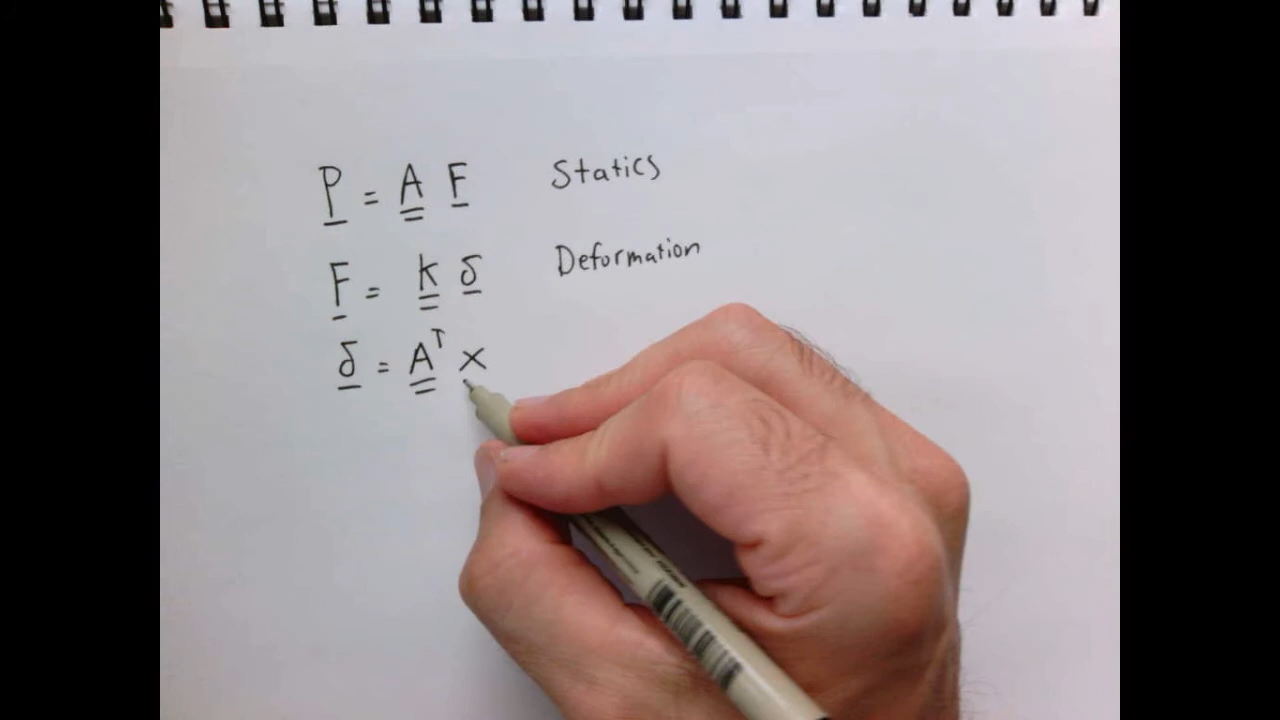 P = A F Statics
F = k δ Deformation
δ = Aᵀ x